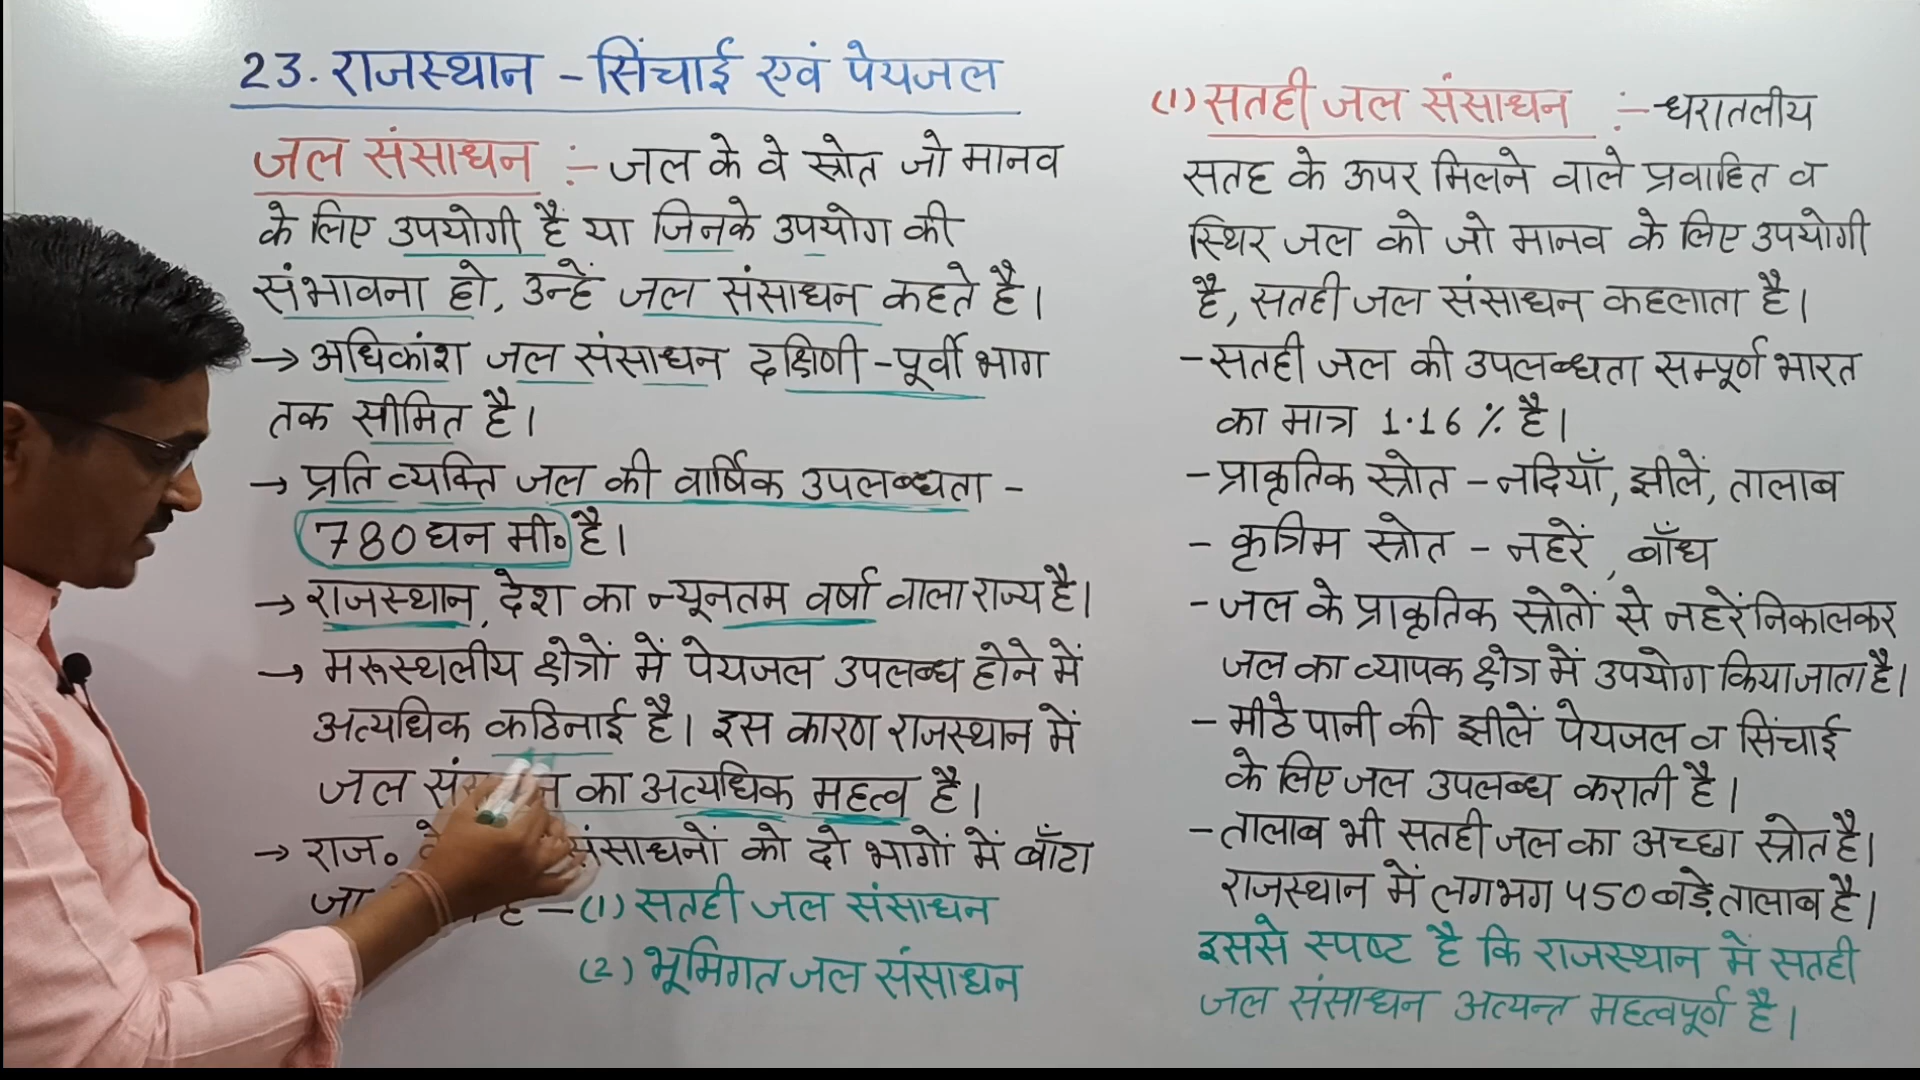 23. राजस्थान - सिंचाई एवं पेयजल
जल संसाधन :- जल के वे स्रोत जो मानव
के लिए उपयोगी है या जिनके उपयोग की
संभावना हो, उन्हें जल संसाधन कहते है।
→ अधिकांश जल संसाधन दक्षिणी - पूर्वी भाग
तक सीमित है।
→ प्रति व्यक्ति जल की वार्षिक उपलब्धता -
780 घन मी० है।
→ राजस्थान, देश का न्यूनतम वर्षा वाला राज्य है।
→ मरूस्थलीय क्षेत्रों में पेयजल उपलब्ध होने में
अत्यधिक कठिनाई है। इस कारण राजस्थान में
जल का अत्यधिक महत्व है।
→ राज० संसाधनों को दो भागों में बाँटा
- (1) सतही जल संसाधन
(2) भूमिगत जल संसाधन
(1) सतही जल संसाधन :- धरातलीय
सतह के ऊपर मिलने वाले प्रवाहित व
स्थिर जल को जो मानव के लिए उपयोगी
है, सतही जल संसाधन कहलाता है।
- सतही जल की उपलब्धता सम्पूर्ण भारत
का मात्र 1.16 % है।
- प्राकृतिक स्रोत - नदियाँ, झीलें, तालाब
- कृत्रिम स्रोत - नहरें, बाँध
- जल के प्राकृतिक स्रोतों से नहरें निकालकर
जल का व्यापक क्षेत्र में उपयोग किया जाता है।
- मीठे पानी की झीलें पेयजल व सिंचाई
के लिए जल उपलब्ध कराती है।
- तालाब भी सतही जल का अच्छा स्रोत है।
राजस्थान में लगभग 450 बड़े तालाब है।
इससे स्पष्ट है कि राजस्थान में सतही
जल संसाधन अत्यन्त महत्वपूर्ण है।